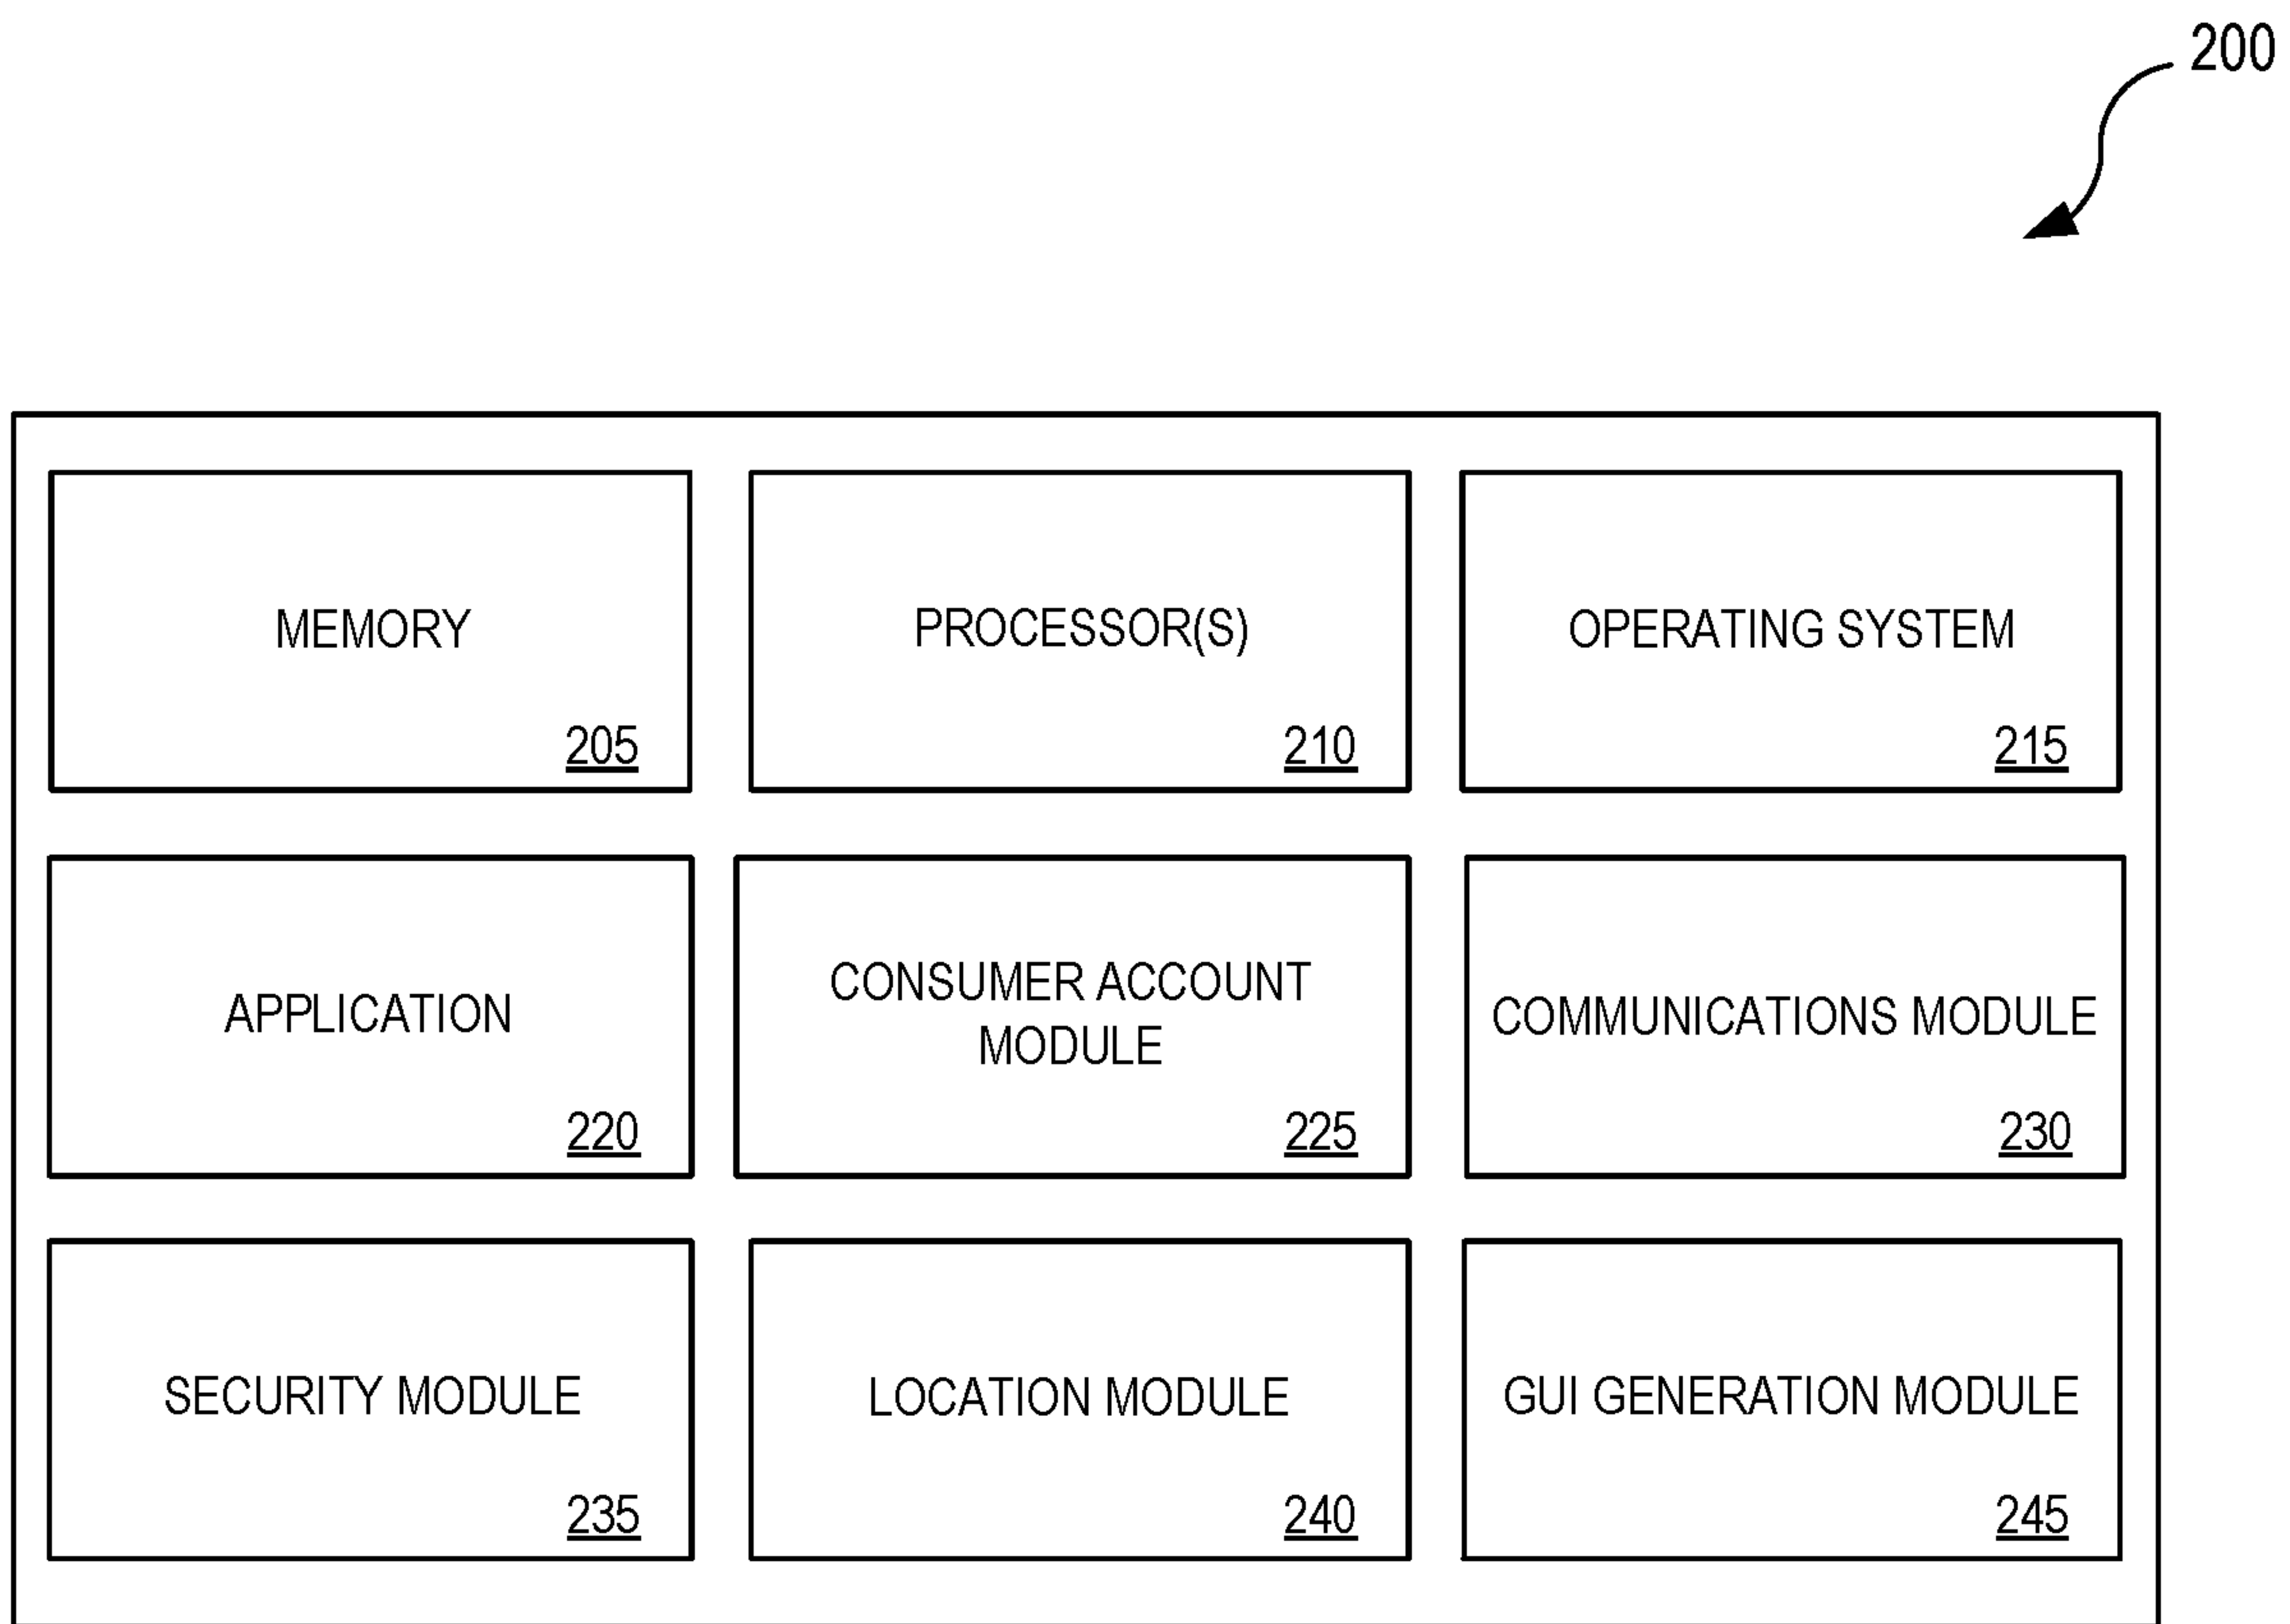 200
MEMORY
205
PROCESSOR(S)
210
OPERATING SYSTEM
215
APPLICATION
220
CONSUMER ACCOUNT
MODULE
225
COMMUNICATIONS MODULE
230
SECURITY MODULE
235
LOCATION MODULE
240
GUI GENERATION MODULE
245